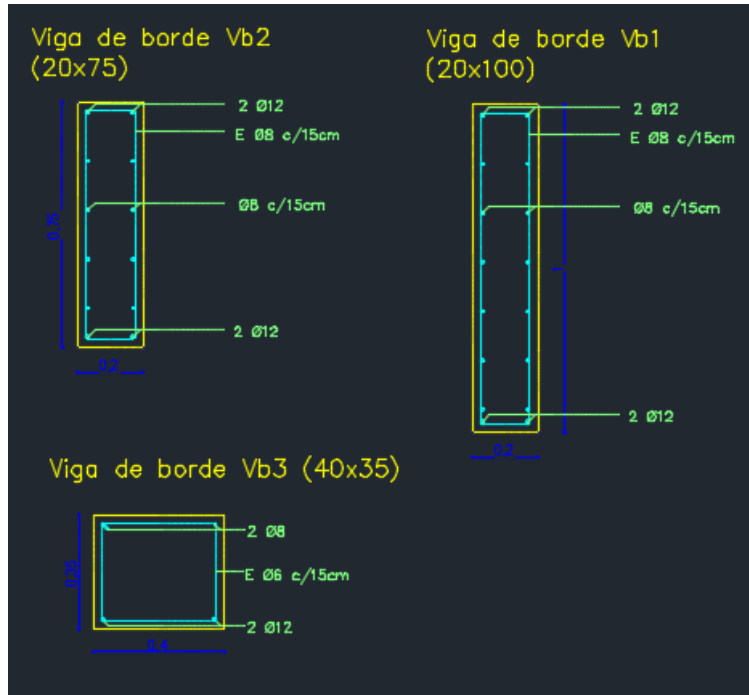 Viga de borde Vb2
(20x75)
2 Ø12
E Ø8 c/15cm
Ø8 c/15cm
2 Ø12
0,75
0,2
Viga de borde Vb1
(20x100)
2 Ø12
E Ø8 c/15cm
Ø8 c/15cm
2 Ø12
1
0,2
Viga de borde Vb3 (40x35)
2 Ø8
E Ø6 c/15cm
2 Ø12
0,4